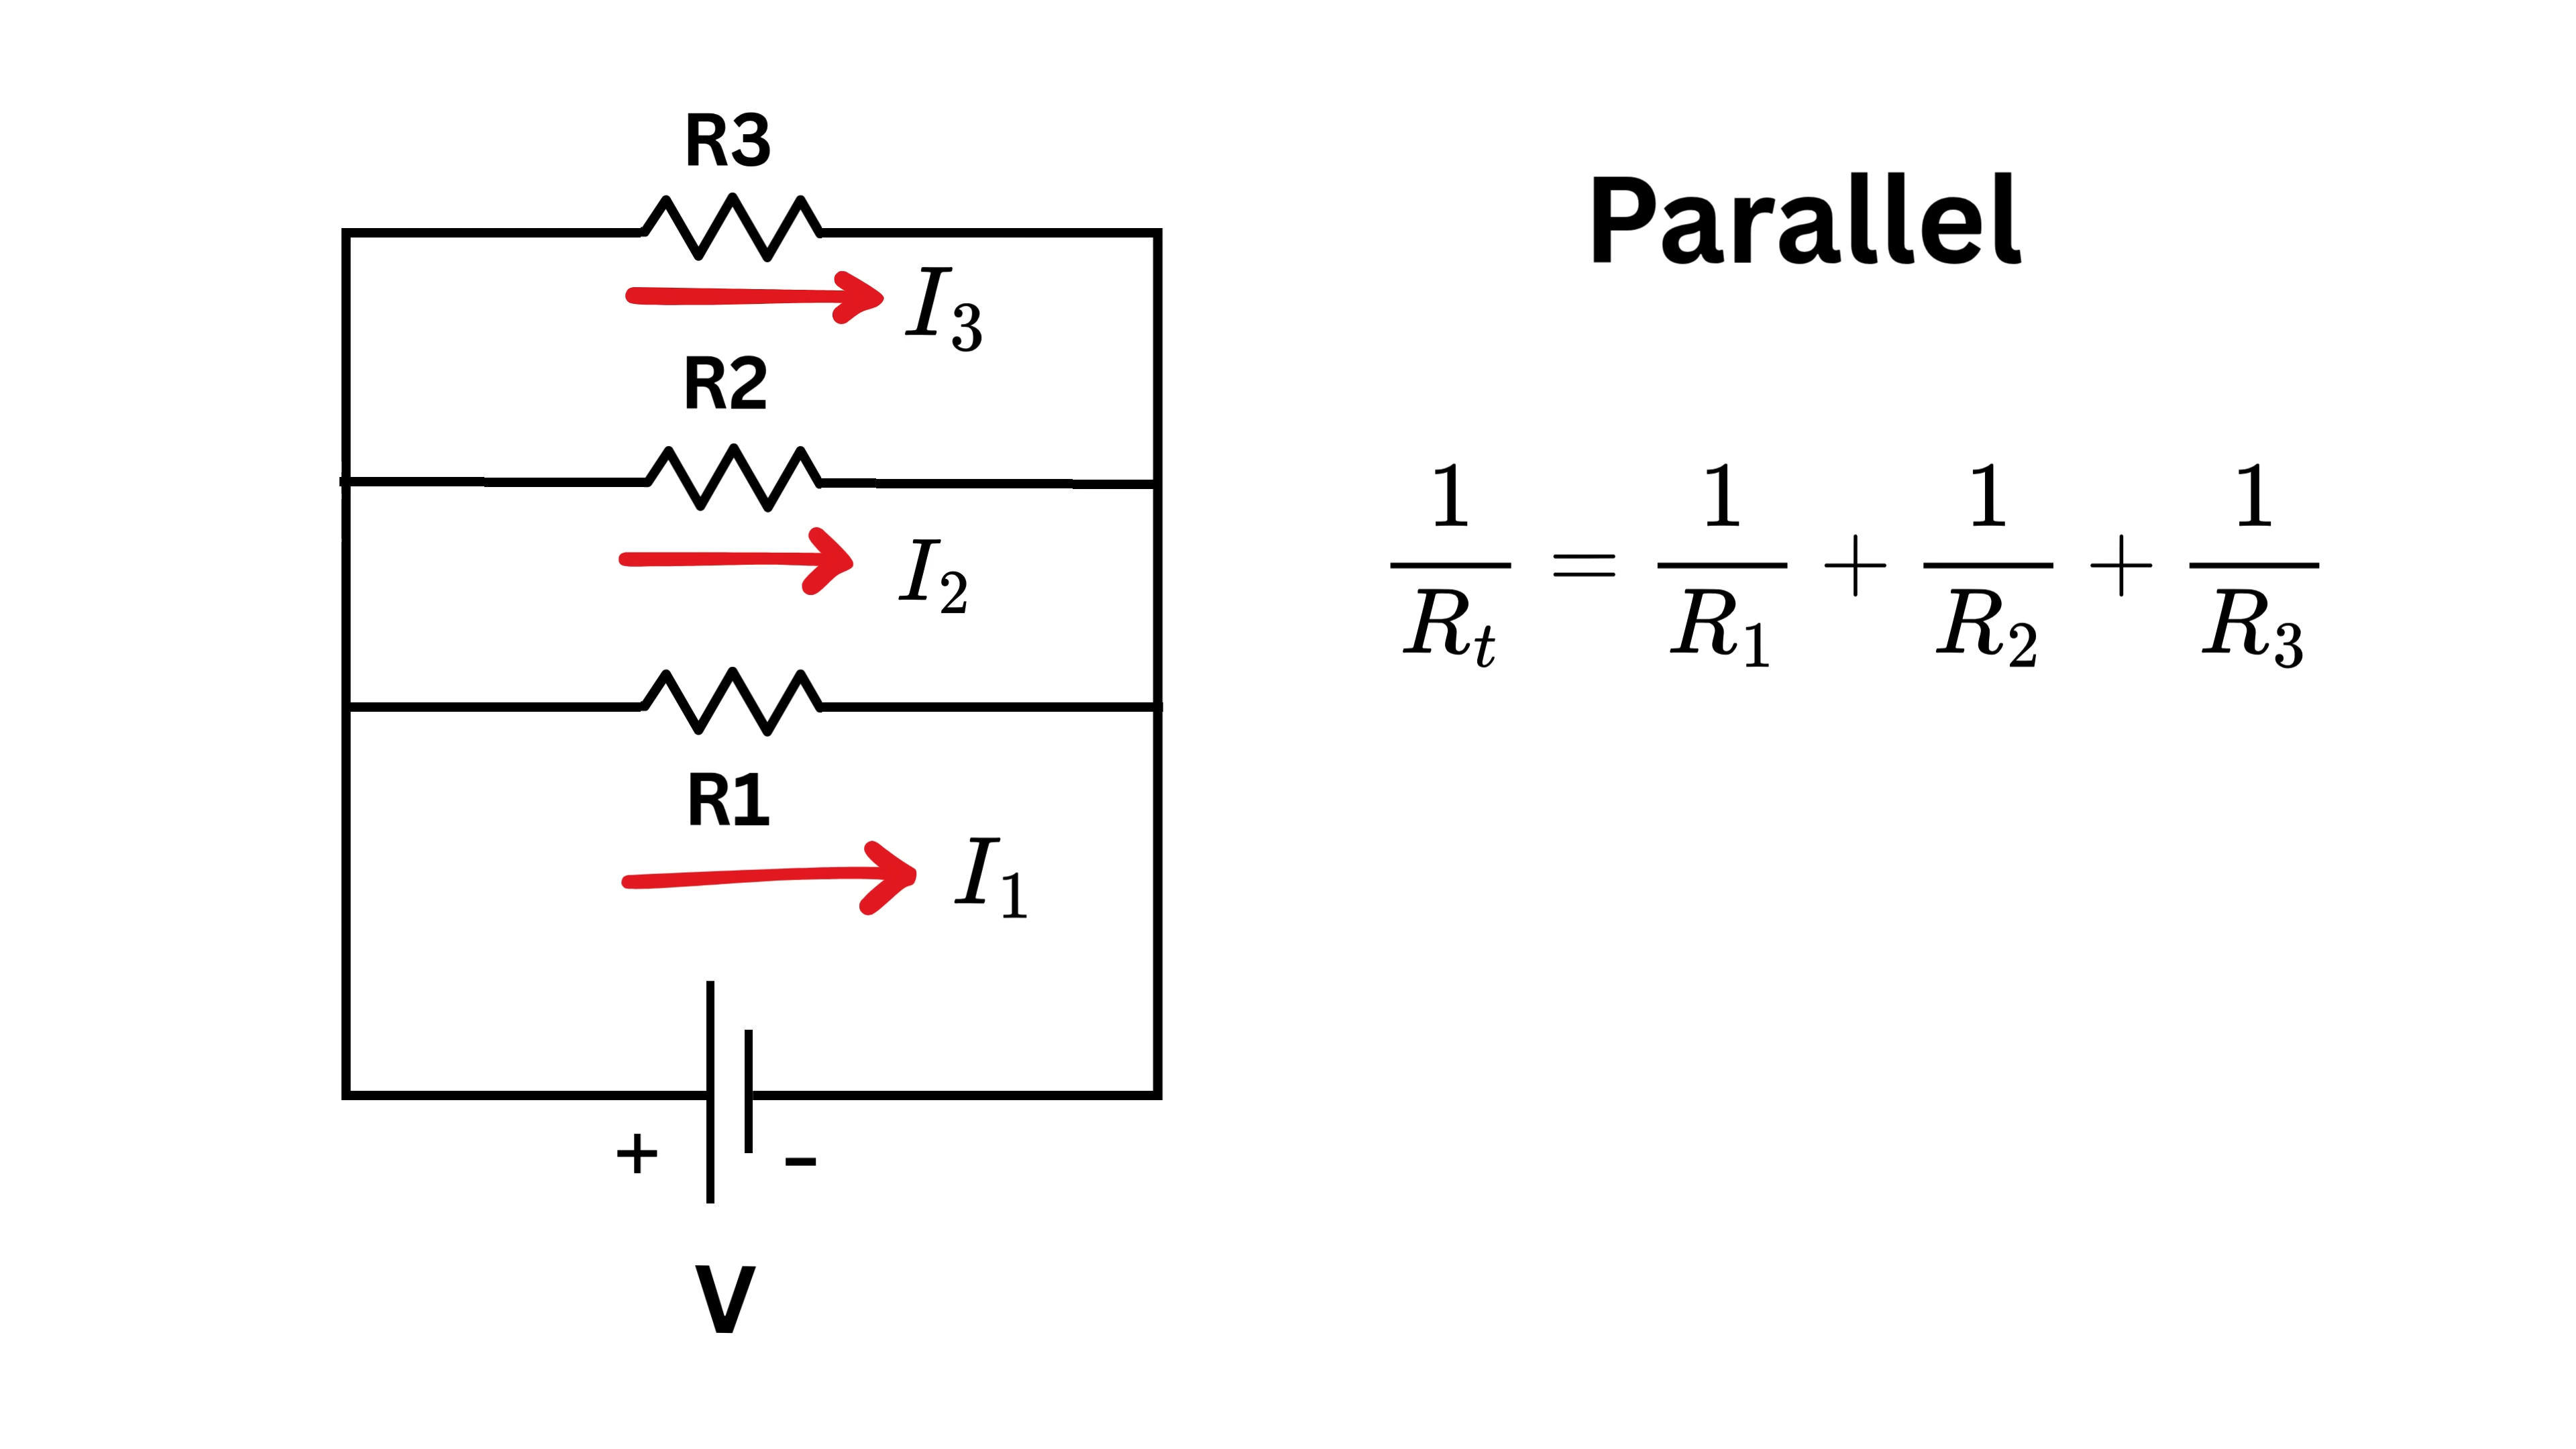 R3
I₃
R2
I₂
R1
I₁
+ -
V
Parallel
1/Rₜ = 1/R₁ + 1/R₂ + 1/R₃